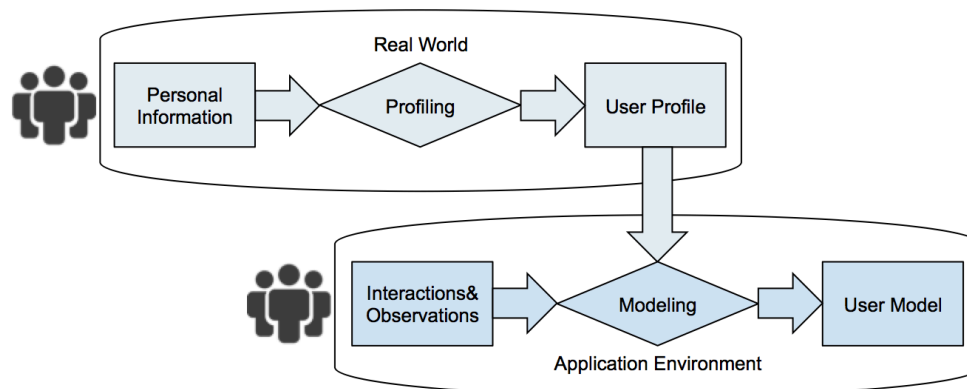 Real World
Personal
Information
Profiling
User Profile
Interactions&
Observations
Modeling
User Model
Application Environment